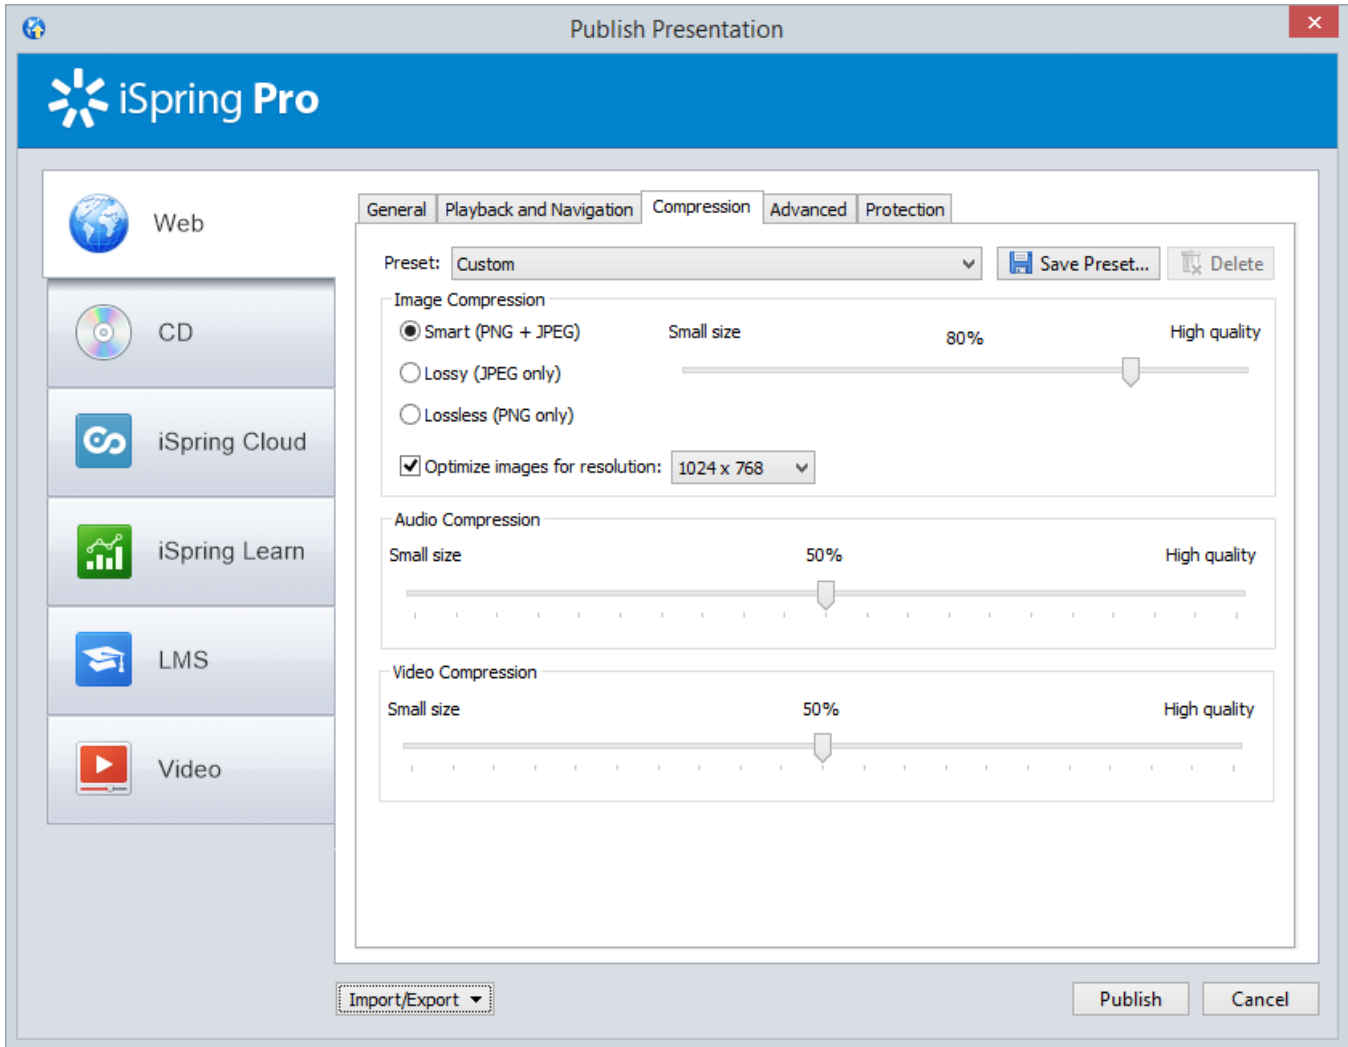 Publish Presentation
iSpring Pro
Web
CD
iSpring Cloud
iSpring Learn
LMS
Video
General Playback and Navigation Compression Advanced Protection
Preset: Custom Save Preset... Delete
Image Compression
Smart (PNG + JPEG) Small size 80% High quality
Lossy (JPEG only)
Lossless (PNG only)
Optimize images for resolution: 1024 x 768
Audio Compression
Small size 50% High quality
Video Compression
Small size 50% High quality
Import/Export Publish Cancel